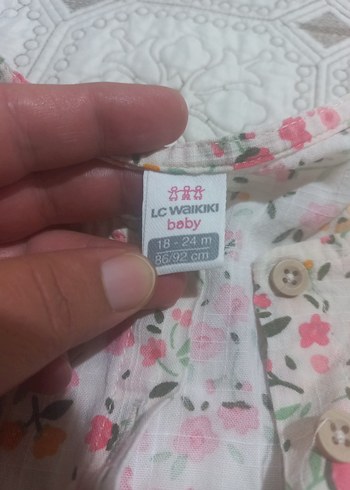 LC WAIKIKI
baby
18 - 24 m
86/92 cm